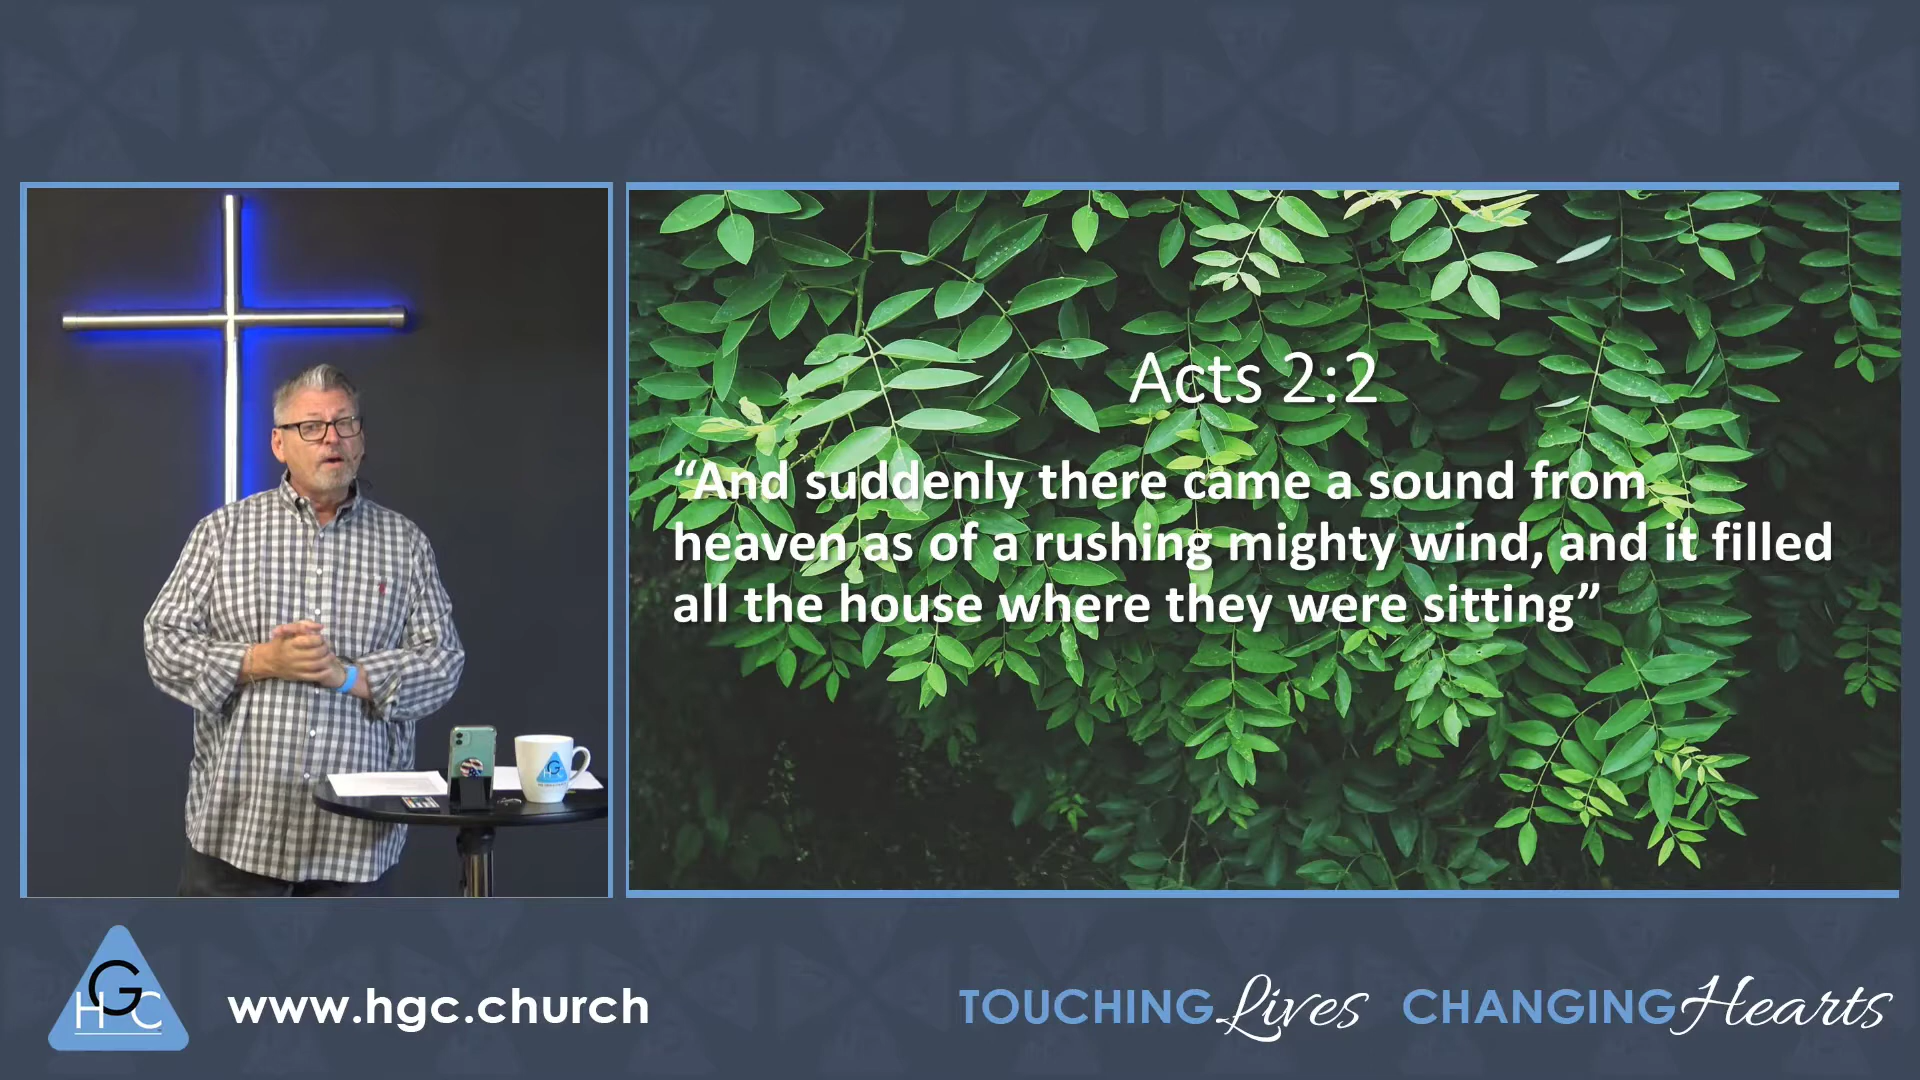 Acts 2:2
“And suddenly there came a sound from
heaven as of a rushing mighty wind, and it filled
all the house where they were sitting”
HGC
HGC
www.hgc.church
TOUCHING Lives CHANGING Hearts